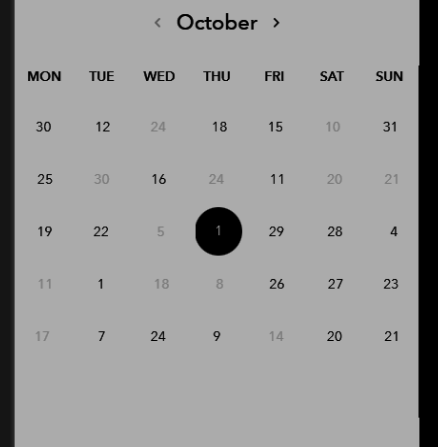 ‹ October ›
MON TUE WED THU FRI SAT SUN
30 12 24 18 15 10 31
25 30 16 24 11 20 21
19 22 5 1 29 28 4
11 1 18 8 26 27 23
17 7 24 9 14 20 21